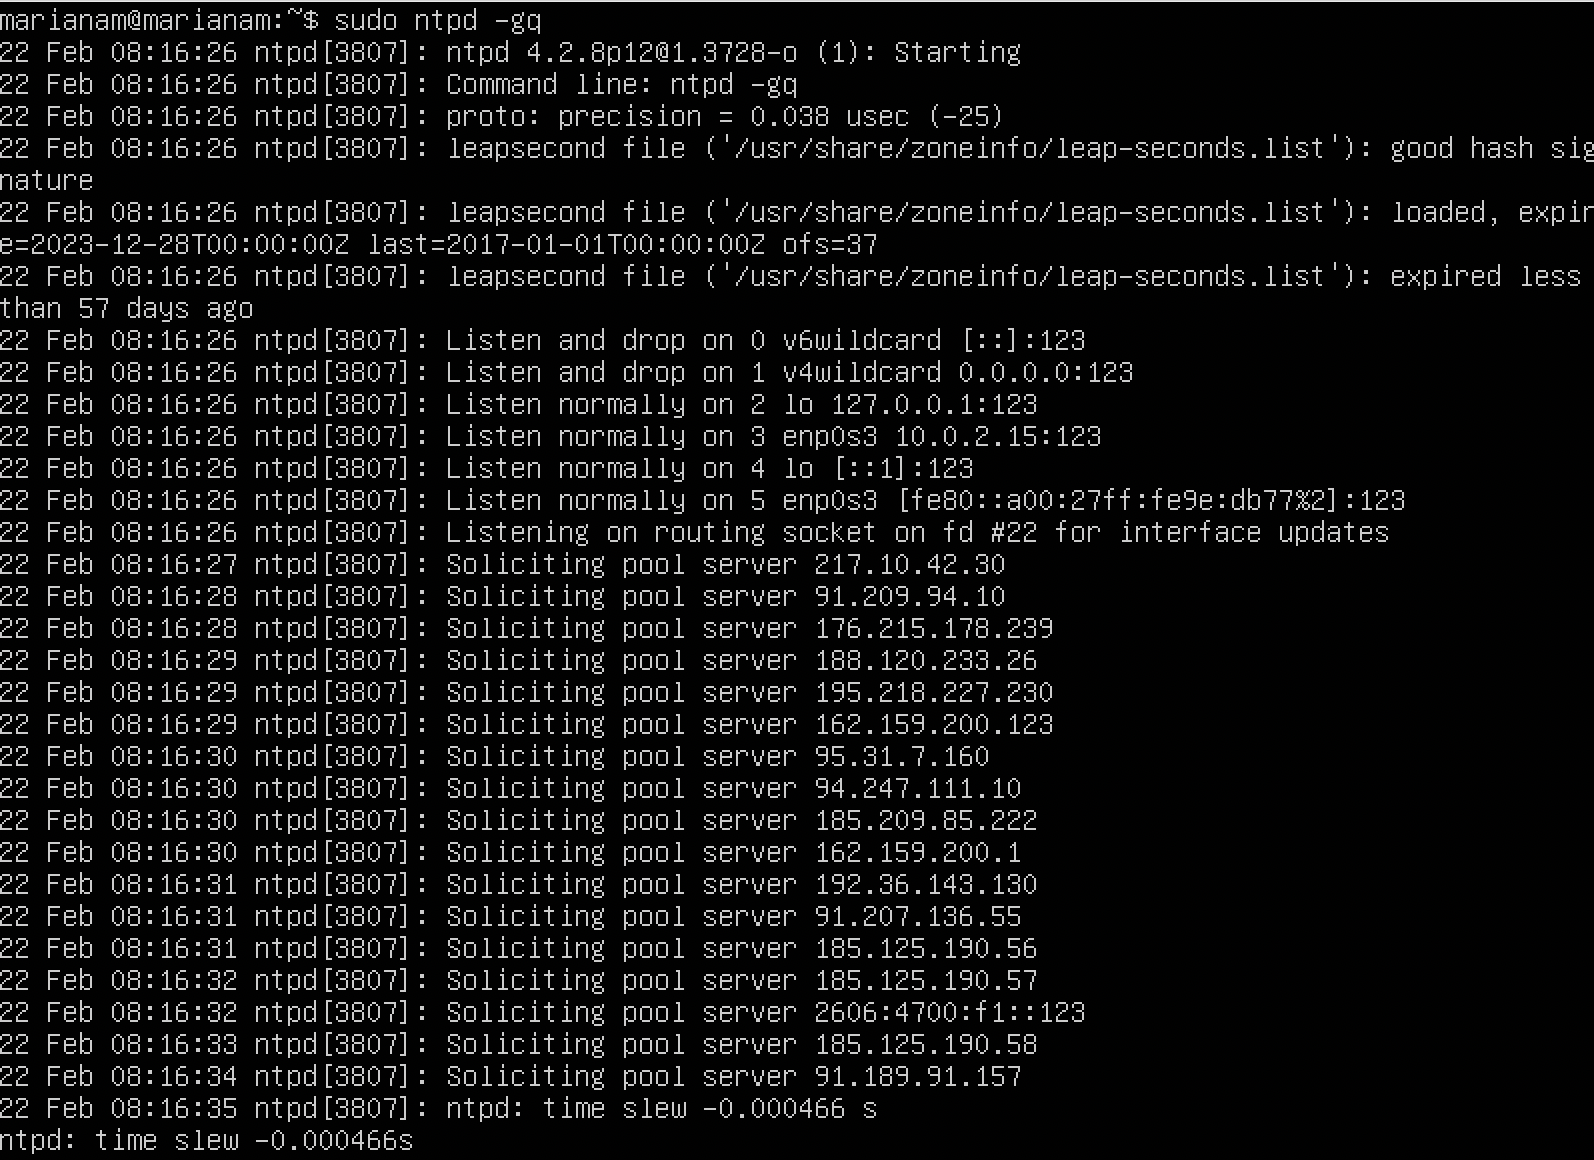 marianam@marianam:~$ sudo ntpd -gq
22 Feb 08:16:26 ntpd[3807]: ntpd 4.2.8p12@1.3728-o (1): Starting
22 Feb 08:16:26 ntpd[3807]: Command line: ntpd -gq
22 Feb 08:16:26 ntpd[3807]: proto: precision = 0.038 usec (-25)
22 Feb 08:16:26 ntpd[3807]: leapsecond file ('/usr/share/zoneinfo/leap-seconds.list'): good hash sig
nature
22 Feb 08:16:26 ntpd[3807]: leapsecond file ('/usr/share/zoneinfo/leap-seconds.list'): loaded, expir
e=2023-12-28T00:00:00Z last=2017-01-01T00:00:00Z ofs=37
22 Feb 08:16:26 ntpd[3807]: leapsecond file ('/usr/share/zoneinfo/leap-seconds.list'): expired less
than 57 days ago
22 Feb 08:16:26 ntpd[3807]: Listen and drop on 0 v6wildcard [::]:123
22 Feb 08:16:26 ntpd[3807]: Listen and drop on 1 v4wildcard 0.0.0.0:123
22 Feb 08:16:26 ntpd[3807]: Listen normally on 2 lo 127.0.0.1:123
22 Feb 08:16:26 ntpd[3807]: Listen normally on 3 enp0s3 10.0.2.15:123
22 Feb 08:16:26 ntpd[3807]: Listen normally on 4 lo [::1]:123
22 Feb 08:16:26 ntpd[3807]: Listen normally on 5 enp0s3 [fe80::a00:27ff:fe9e:db77%2]:123
22 Feb 08:16:26 ntpd[3807]: Listening on routing socket on fd #22 for interface updates
22 Feb 08:16:27 ntpd[3807]: Soliciting pool server 217.10.42.30
22 Feb 08:16:28 ntpd[3807]: Soliciting pool server 91.209.94.10
22 Feb 08:16:28 ntpd[3807]: Soliciting pool server 176.215.178.239
22 Feb 08:16:29 ntpd[3807]: Soliciting pool server 188.120.233.26
22 Feb 08:16:29 ntpd[3807]: Soliciting pool server 195.218.227.230
22 Feb 08:16:29 ntpd[3807]: Soliciting pool server 162.159.200.123
22 Feb 08:16:30 ntpd[3807]: Soliciting pool server 95.31.7.160
22 Feb 08:16:30 ntpd[3807]: Soliciting pool server 94.247.111.10
22 Feb 08:16:30 ntpd[3807]: Soliciting pool server 185.209.85.222
22 Feb 08:16:30 ntpd[3807]: Soliciting pool server 162.159.200.1
22 Feb 08:16:31 ntpd[3807]: Soliciting pool server 192.36.143.130
22 Feb 08:16:31 ntpd[3807]: Soliciting pool server 91.207.136.55
22 Feb 08:16:31 ntpd[3807]: Soliciting pool server 185.125.190.56
22 Feb 08:16:32 ntpd[3807]: Soliciting pool server 185.125.190.57
22 Feb 08:16:32 ntpd[3807]: Soliciting pool server 2606:4700:f1::123
22 Feb 08:16:33 ntpd[3807]: Soliciting pool server 185.125.190.58
22 Feb 08:16:34 ntpd[3807]: Soliciting pool server 91.189.91.157
22 Feb 08:16:35 ntpd[3807]: ntpd: time slew -0.000466 s
ntpd: time slew -0.000466s